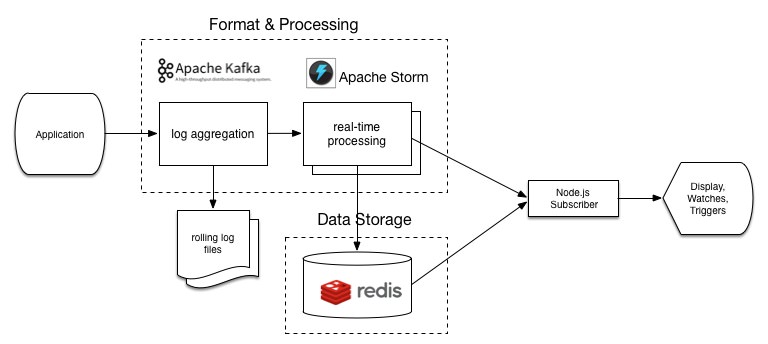 Format & Processing
Apache Kafka
A high-throughput distributed messaging system.
Apache Storm
Application
log aggregation
real-time
processing
Node.js
Subscriber
Display,
Watches,
Triggers
Data Storage
rolling log
files
redis